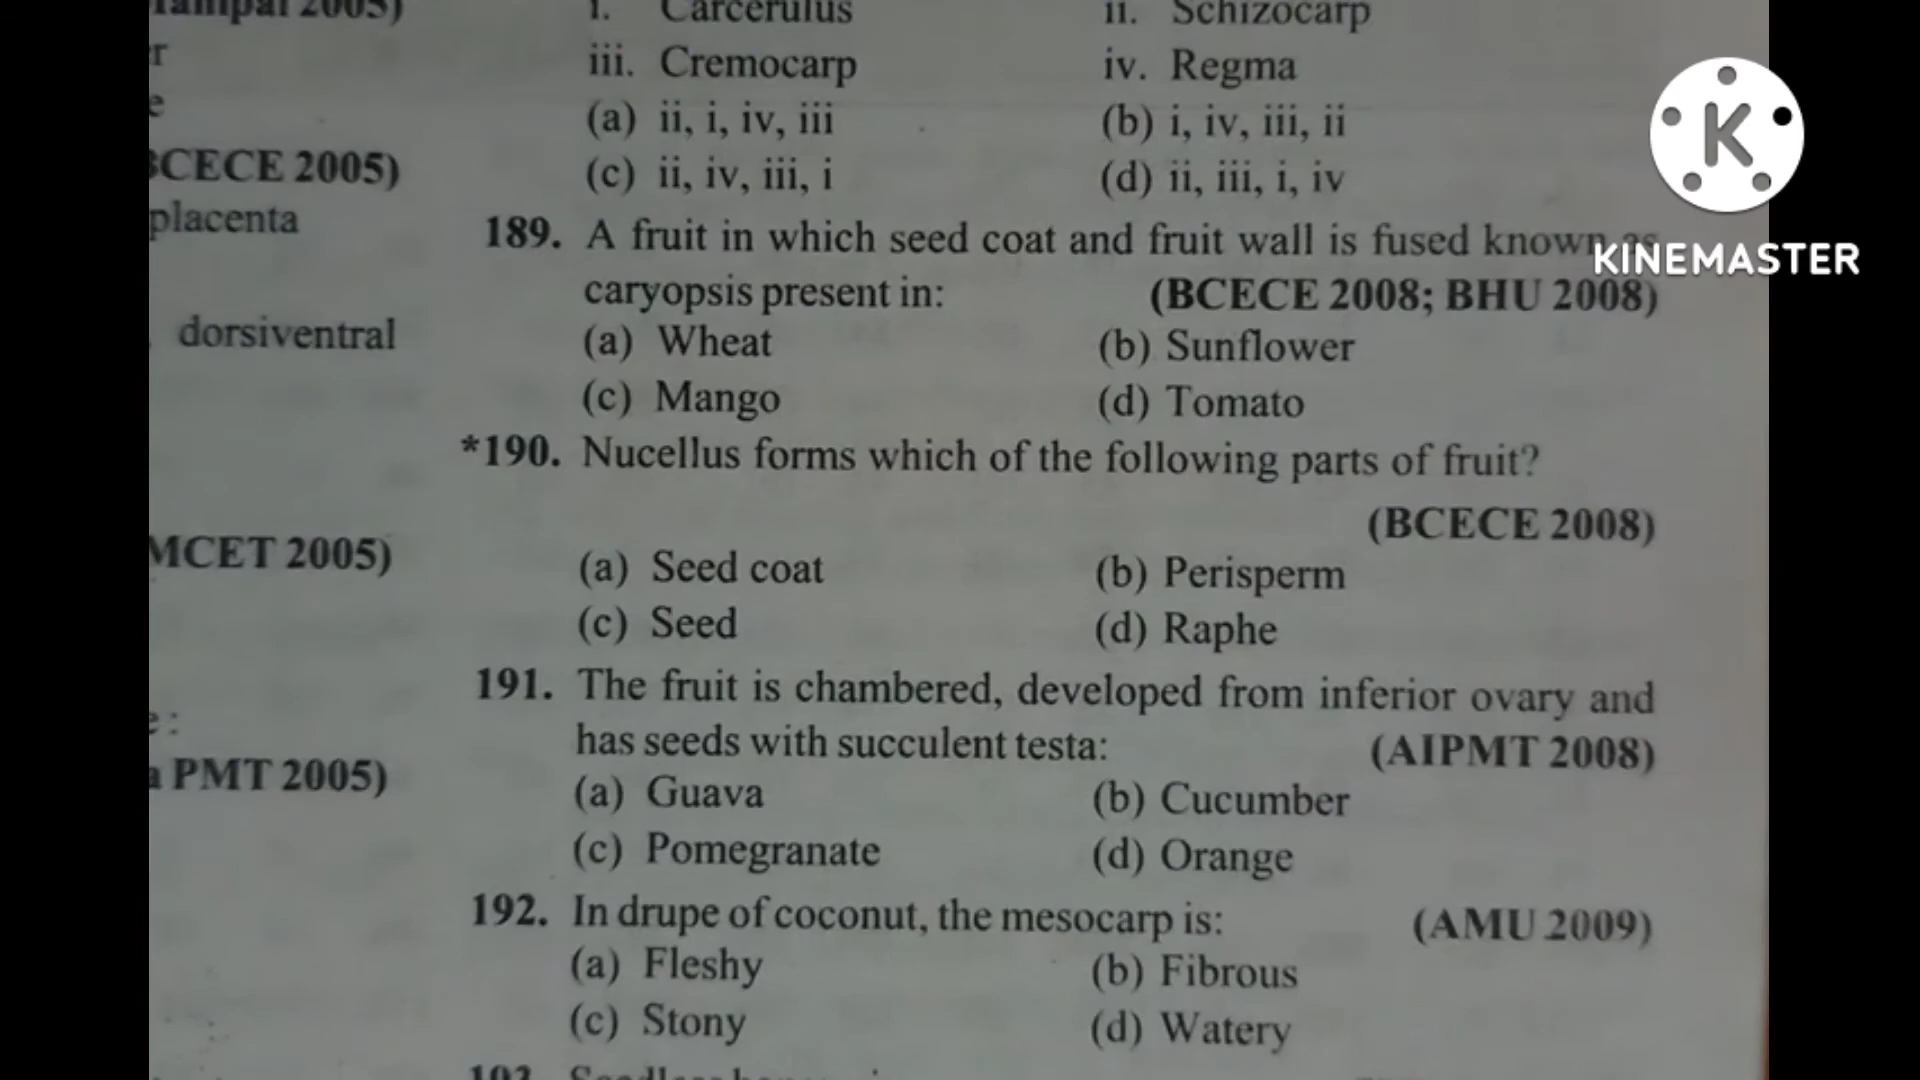 r
e
CECE 2005)
placenta
dorsiventral
MCET 2005)
e:
a PMT 2005)
i. Carcerulus ii. Schizocarp
iii. Cremocarp iv. Regma
(a) ii, i, iv, iii (b) i, iv, iii, ii
(c) ii, iv, iii, i (d) ii, iii, i, iv
189. A fruit in which seed coat and fruit wall is fused known as
caryopsis present in: (BCECE 2008; BHU 2008)
(a) Wheat (b) Sunflower
(c) Mango (d) Tomato
*190. Nucellus forms which of the following parts of fruit?
(BCECE 2008)
(a) Seed coat (b) Perisperm
(c) Seed (d) Raphe
191. The fruit is chambered, developed from inferior ovary and
has seeds with succulent testa: (AIPMT 2008)
(a) Guava (b) Cucumber
(c) Pomegranate (d) Orange
192. In drupe of coconut, the mesocarp is: (AMU 2009)
(a) Fleshy (b) Fibrous
(c) Stony (d) Watery
K
KINEMASTER